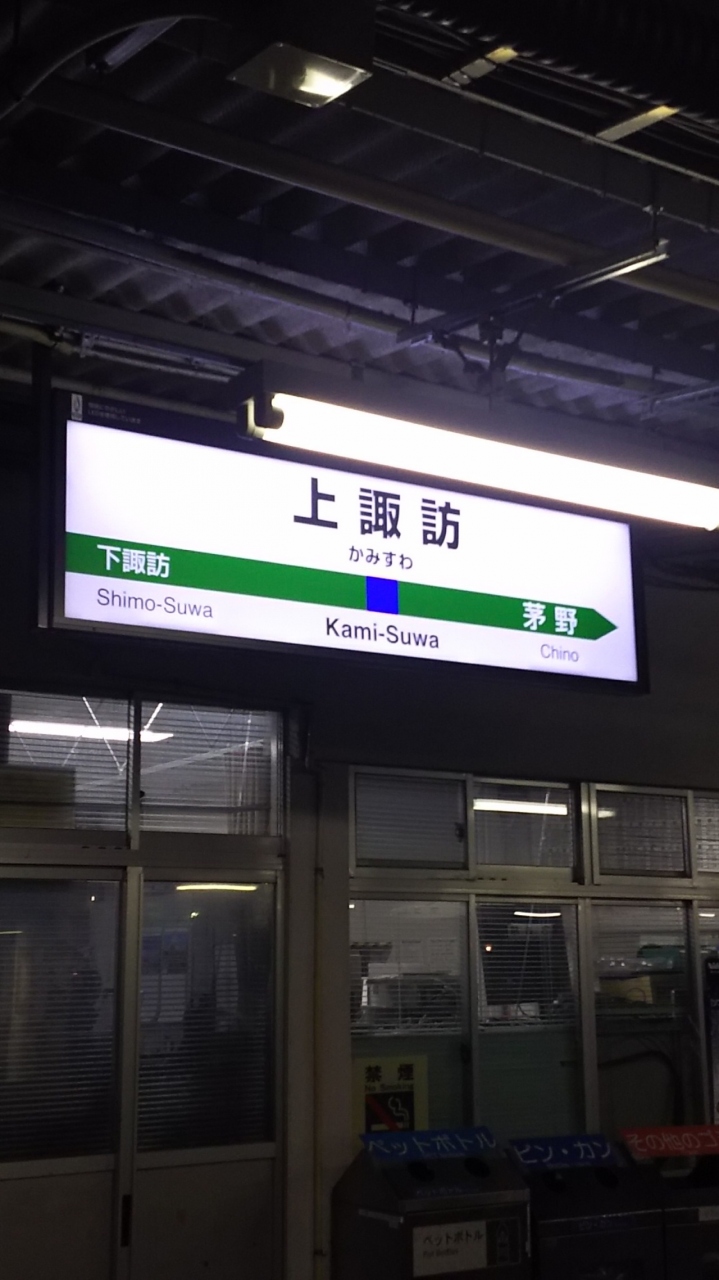 上諏訪
かみすわ
下諏訪
茅野
Shimo-Suwa
Kami-Suwa
Chino
禁煙
No Smoking
ペットボトル
ビン・カン
その他のゴ
ペットボトル